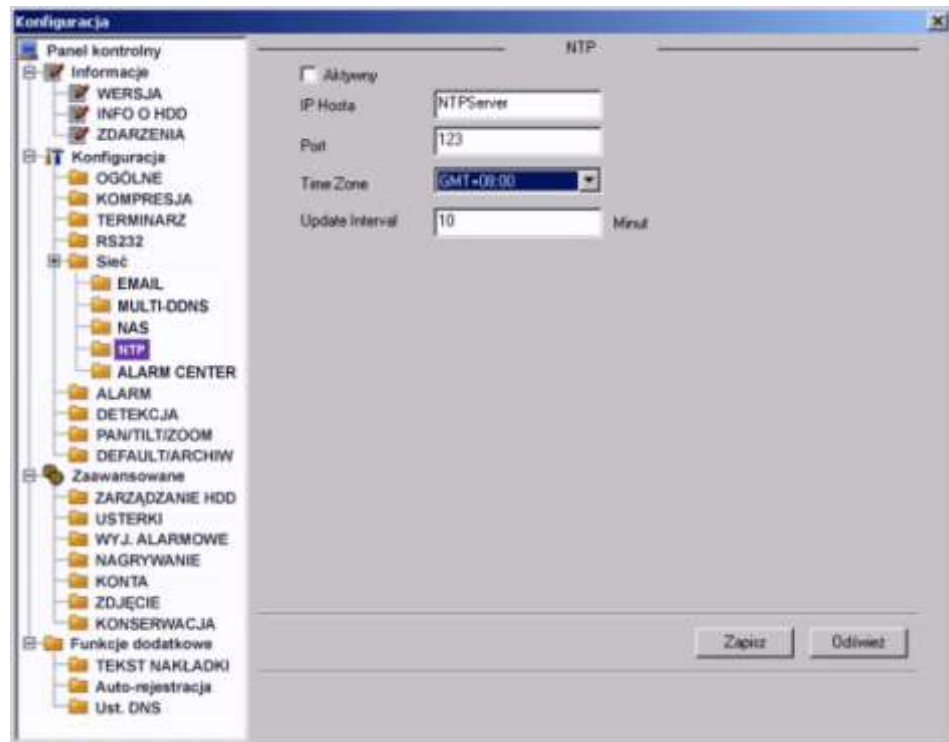 Konfiguracja
Panel kontrolny
Informacje
WERSJA
INFO O HDD
ZDARZENIA
Konfiguracja
OGÓLNE
KOMPRESJA
TERMINARZ
RS232
Sieć
EMAIL
MULTI-DDNS
NAS
NTP
ALARM CENTER
ALARM
DETEKCJA
PAN/TILT/ZOOM
DEFAULT/ARCHIW
Zaawansowane
ZARZĄDZANIE HDD
USTERKI
WYJ. ALARMOWE
NAGRYWANIE
KONTA
ZDJĘCIE
KONSERWACJA
Funkcje dodatkowe
TEKST NAKŁADKI
Auto-rejestracja
Ust. DNS
NTP
Aktywny
IP Hosta NTPServer
Port 123
Time Zone GMT+08:00
Update Interval 10 Minut
Zapisz Odśwież